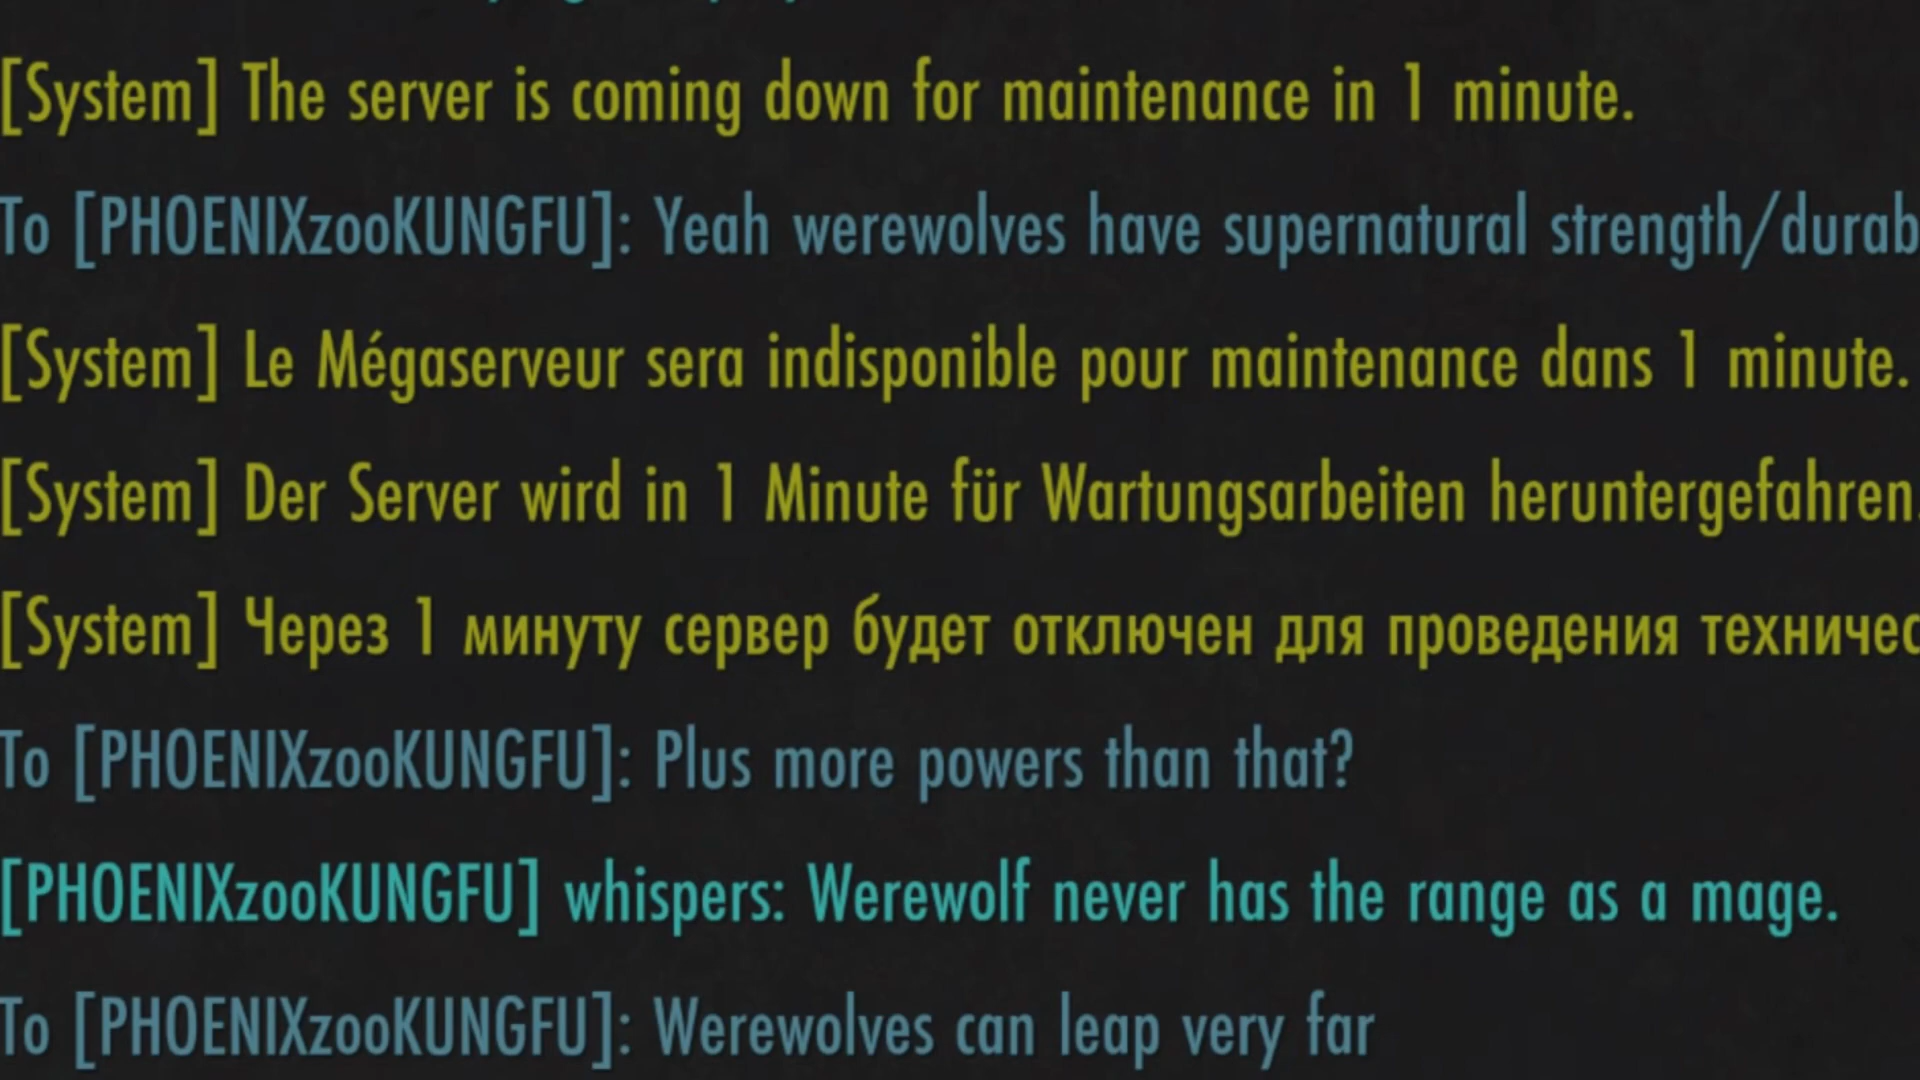 [System] The server is coming down for maintenance in 1 minute.
To [PHOENIXzooKUNGFU]: Yeah werewolves have supernatural strength/durab
[System] Le Mégaserveur sera indisponible pour maintenance dans 1 minute.
[System] Der Server wird in 1 Minute für Wartungsarbeiten heruntergefahren.
[System] Через 1 минуту сервер будет отключен для проведения техничес
To [PHOENIXzooKUNGFU]: Plus more powers than that?
[PHOENIXzooKUNGFU] whispers: Werewolf never has the range as a mage.
To [PHOENIXzooKUNGFU]: Werewolves can leap very far